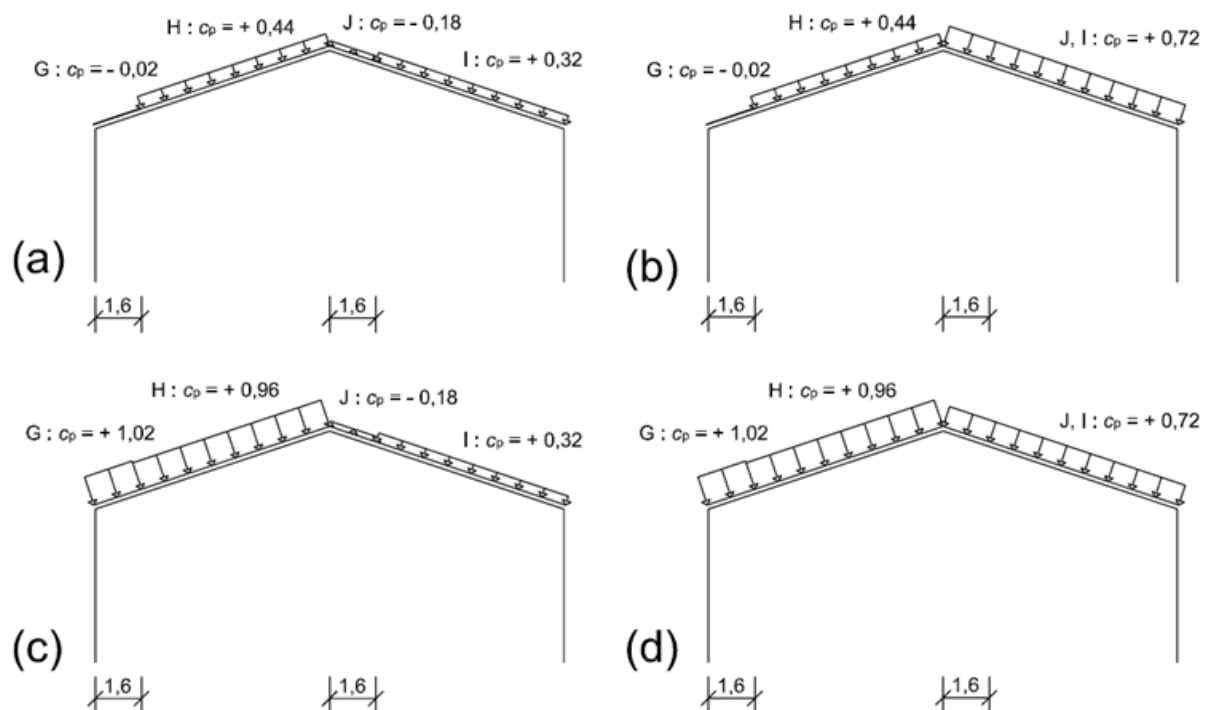 H : cp = + 0,44
J : cp = - 0,18
G : cp = - 0,02
I : cp = + 0,32
(a)
1,6
1,6
H : cp = + 0,44
J, I : cp = + 0,72
G : cp = - 0,02
(b)
1,6
1,6
H : cp = + 0,96
J : cp = - 0,18
G : cp = + 1,02
I : cp = + 0,32
(c)
1,6
1,6
H : cp = + 0,96
J, I : cp = + 0,72
G : cp = + 1,02
(d)
1,6
1,6